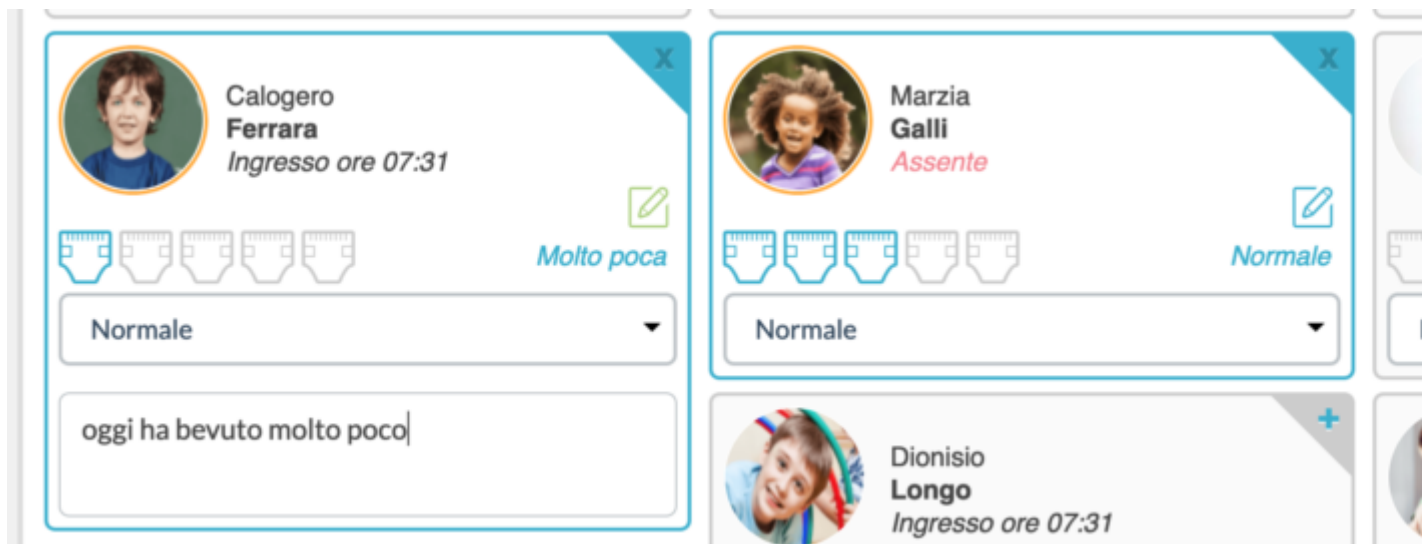 x
Calogero
Ferrara
Ingresso ore 07:31
Molto poca
Normale
oggi ha bevuto molto poco
x
Marzia
Galli
Assente
Normale
Normale
+
Dionisio
Longo
Ingresso ore 07:31